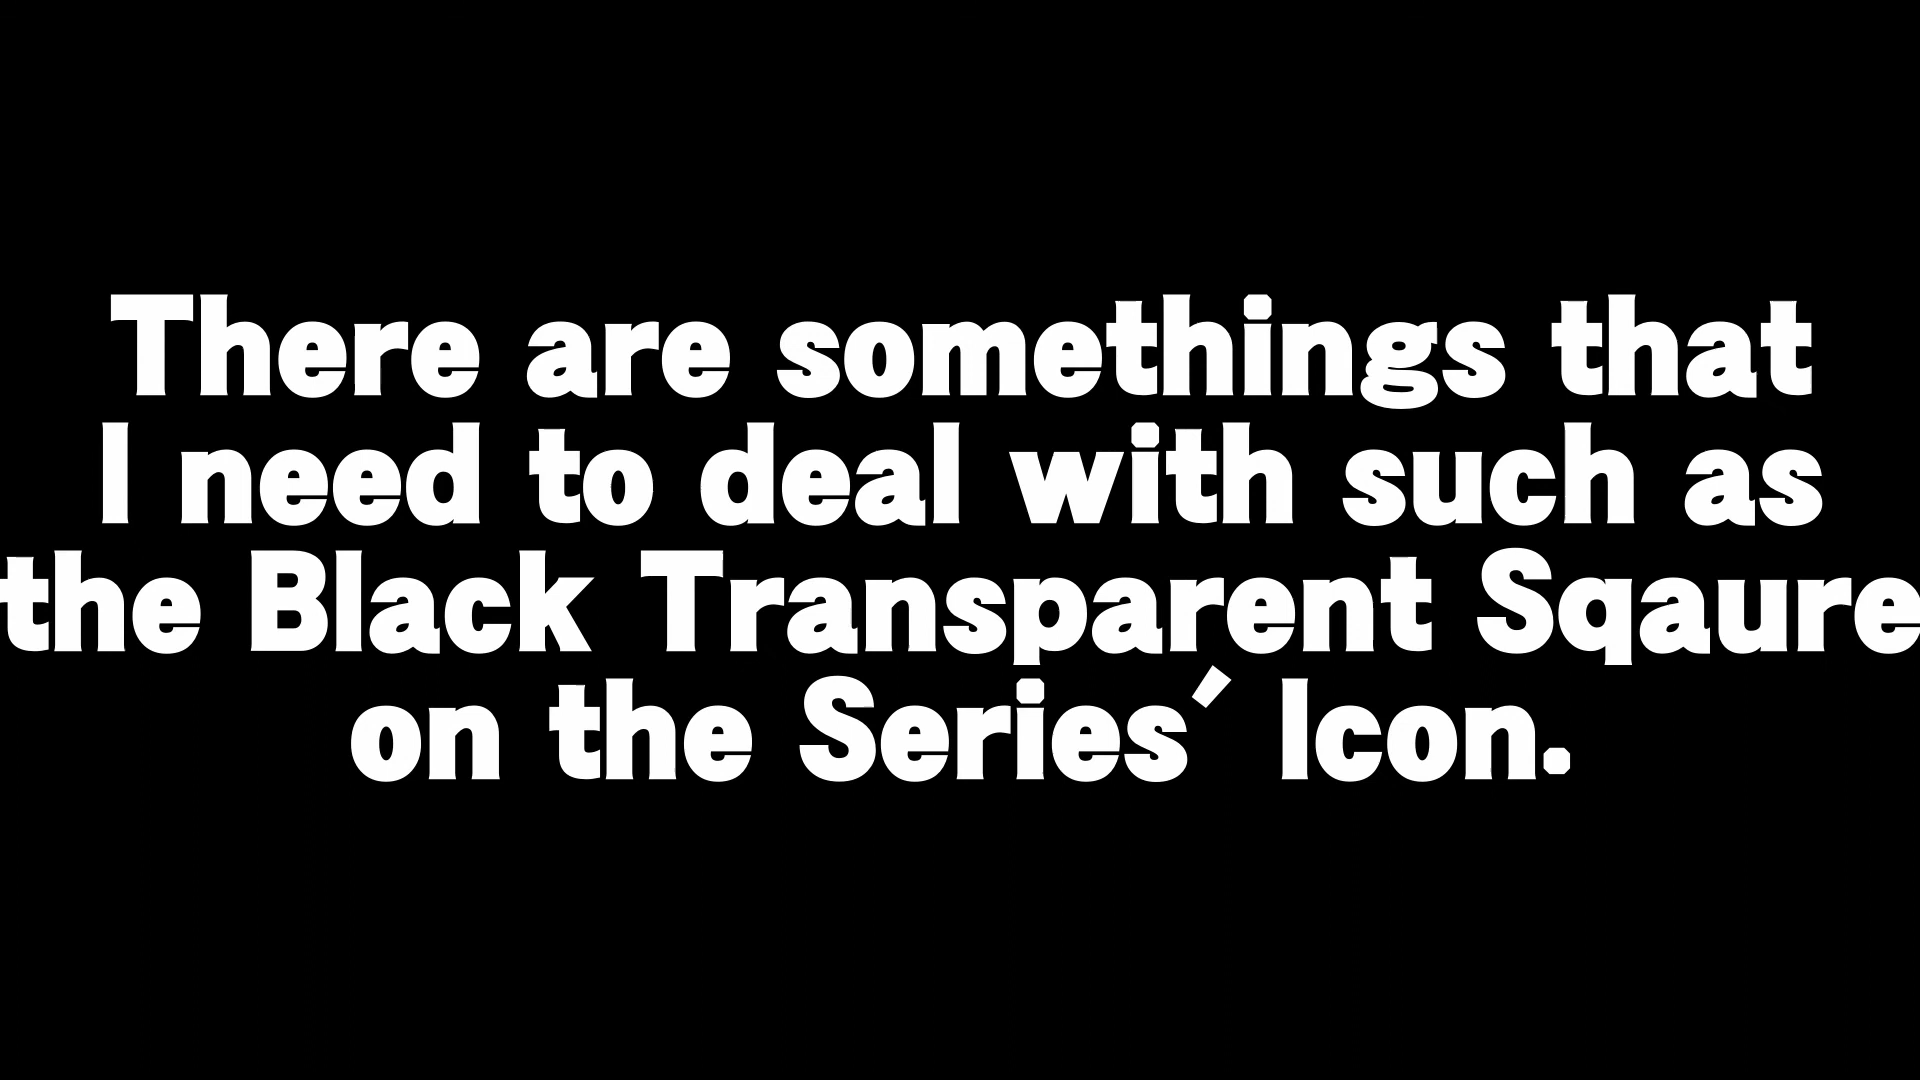 There are somethings that
I need to deal with such as
the Black Transparent Sqaure
on the Series´ Icon.